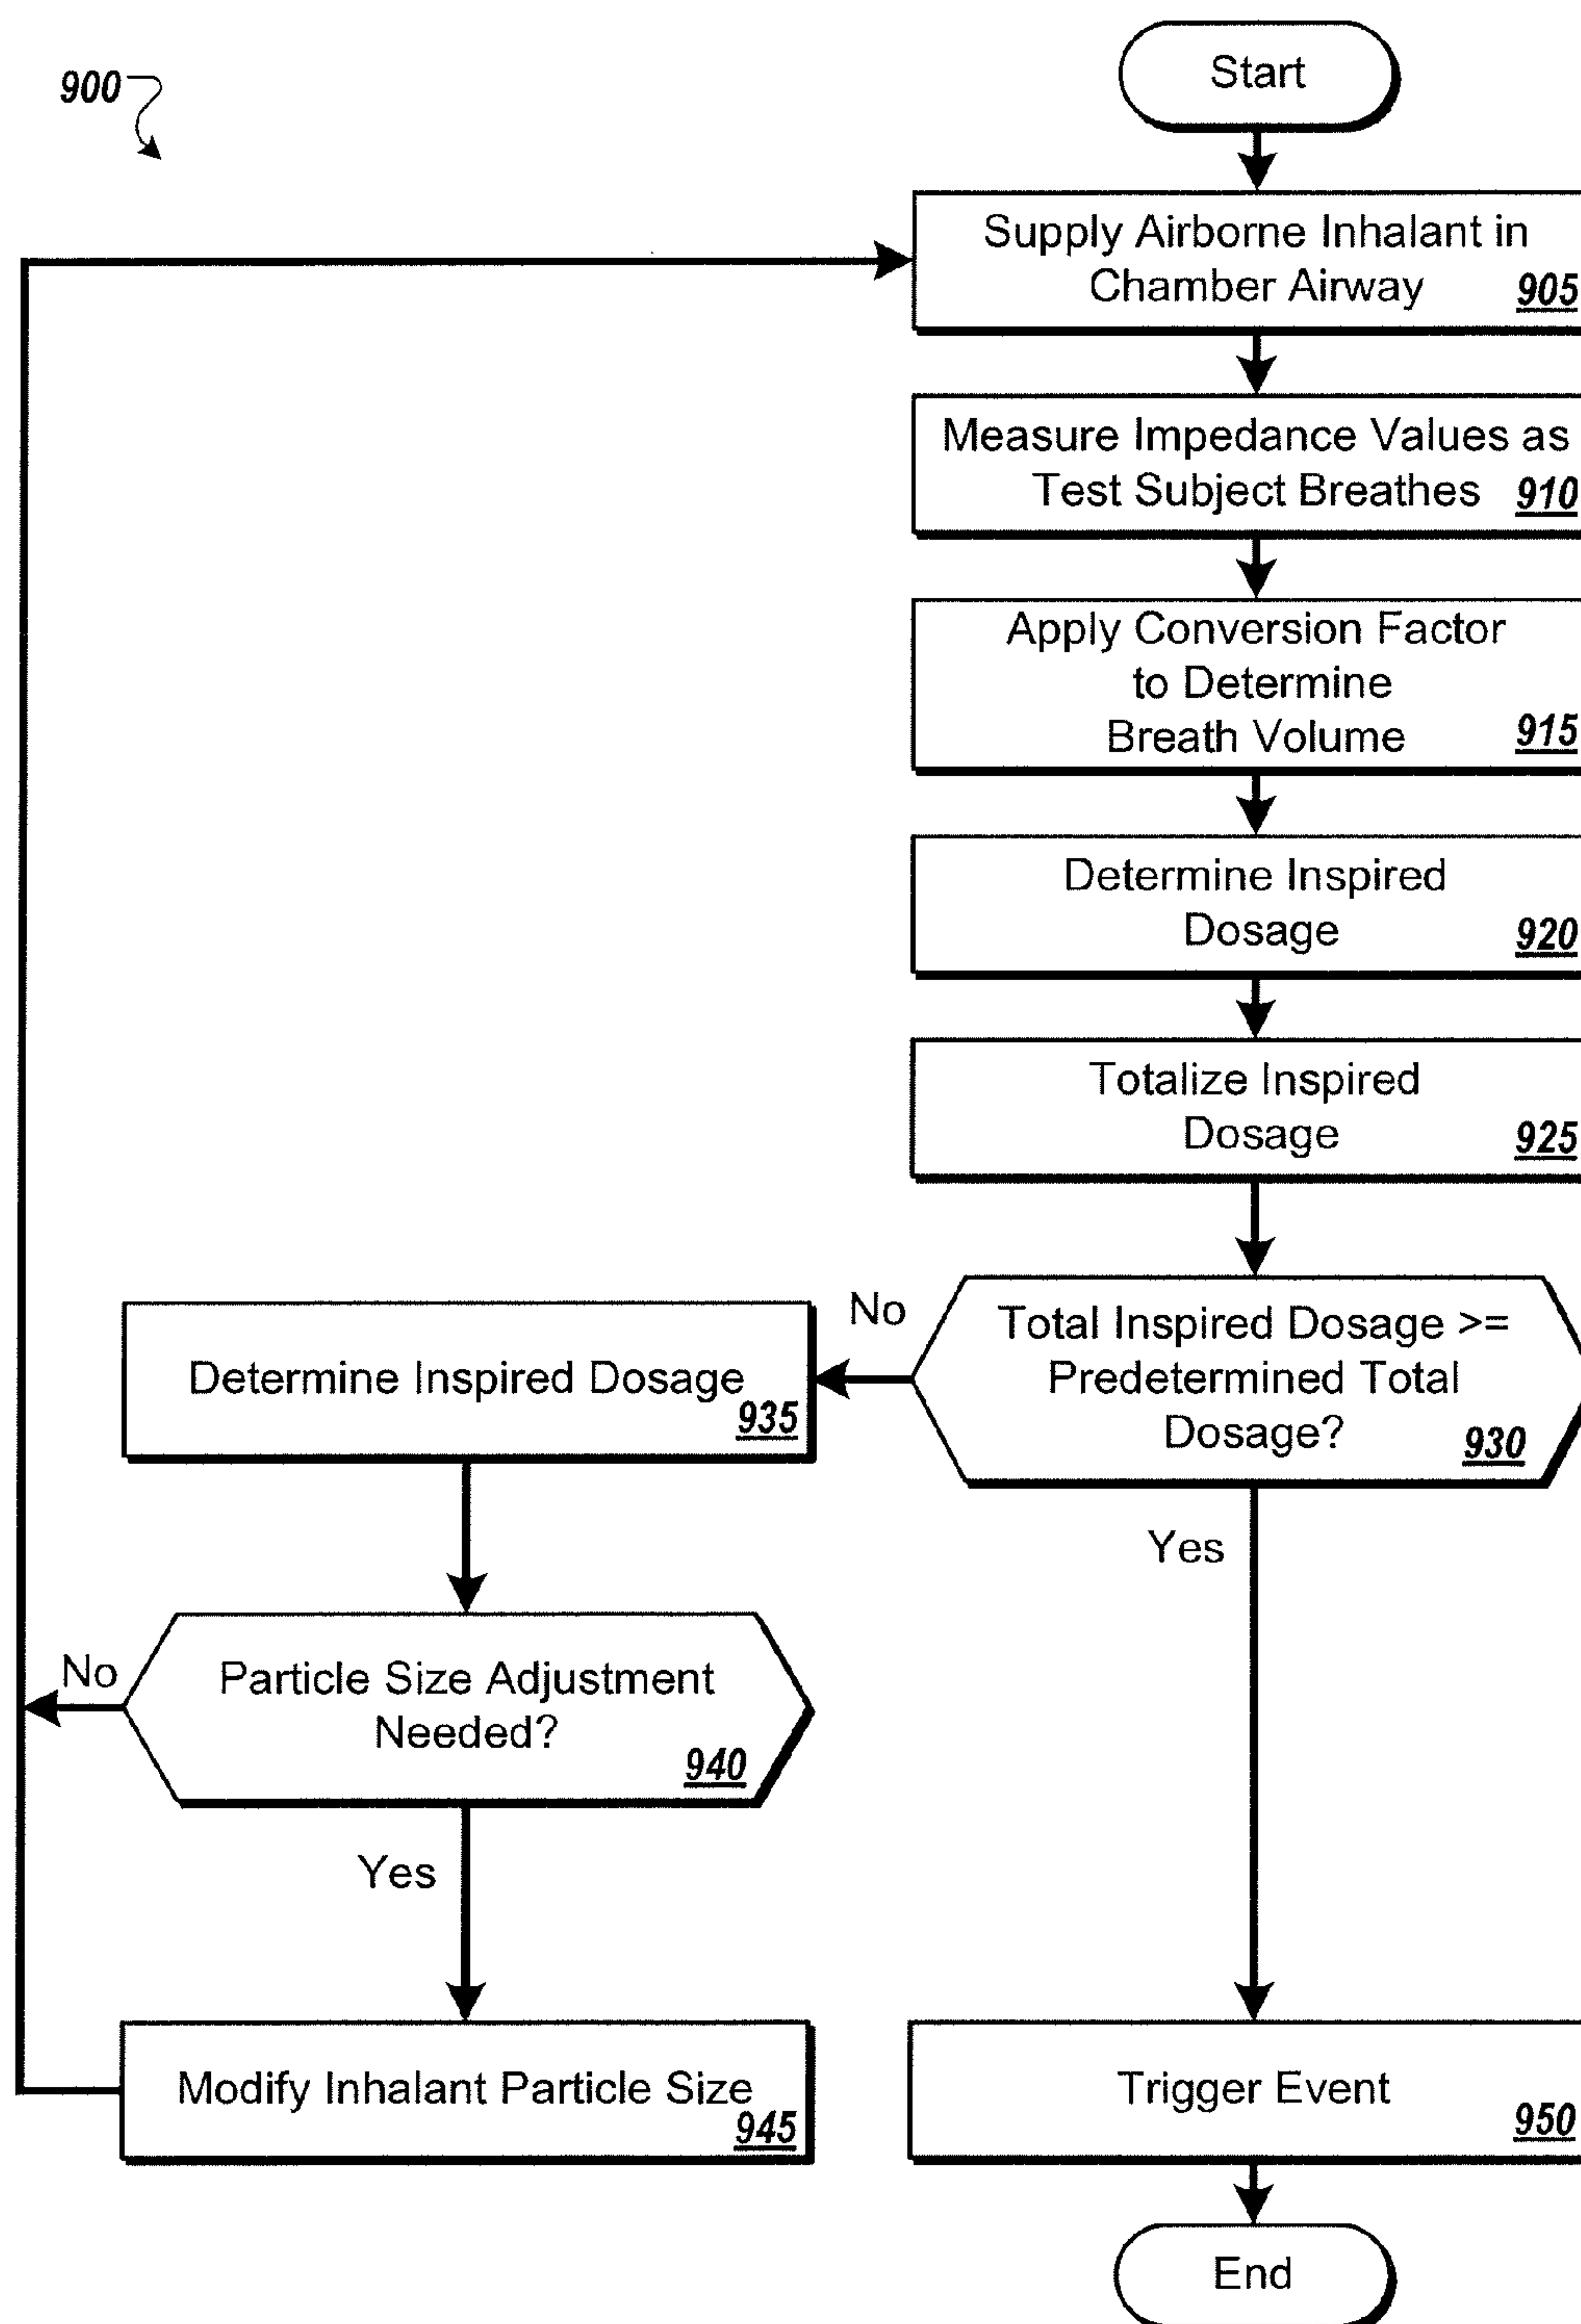 900
Start
Supply Airborne Inhalant in
Chamber Airway 905
Measure Impedance Values as
Test Subject Breathes 910
Apply Conversion Factor
to Determine
Breath Volume 915
Determine Inspired
Dosage 920
Totalize Inspired
Dosage 925
Total Inspired Dosage >=
Predetermined Total
Dosage? 930
No
Yes
Determine Inspired Dosage
935
Particle Size Adjustment
Needed?
940
No
Yes
Modify Inhalant Particle Size
945
Trigger Event
950
End